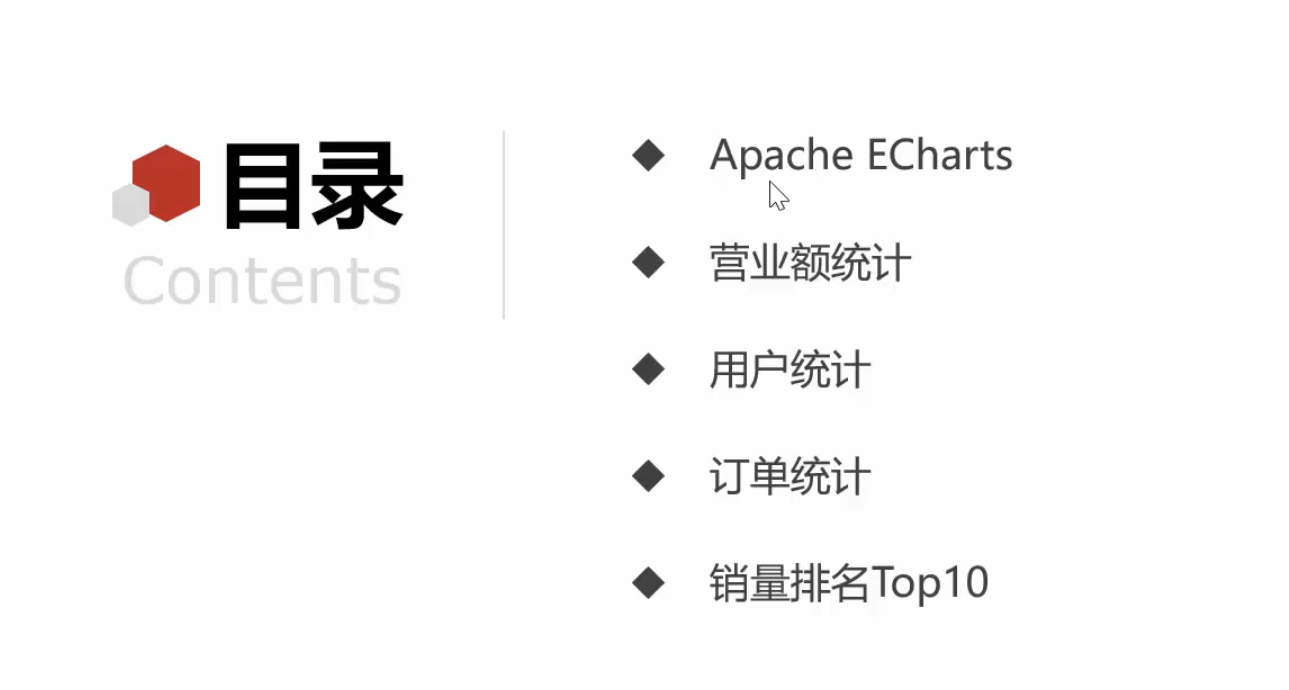 目录
Contents
Apache ECharts
营业额统计
用户统计
订单统计
销量排名Top10